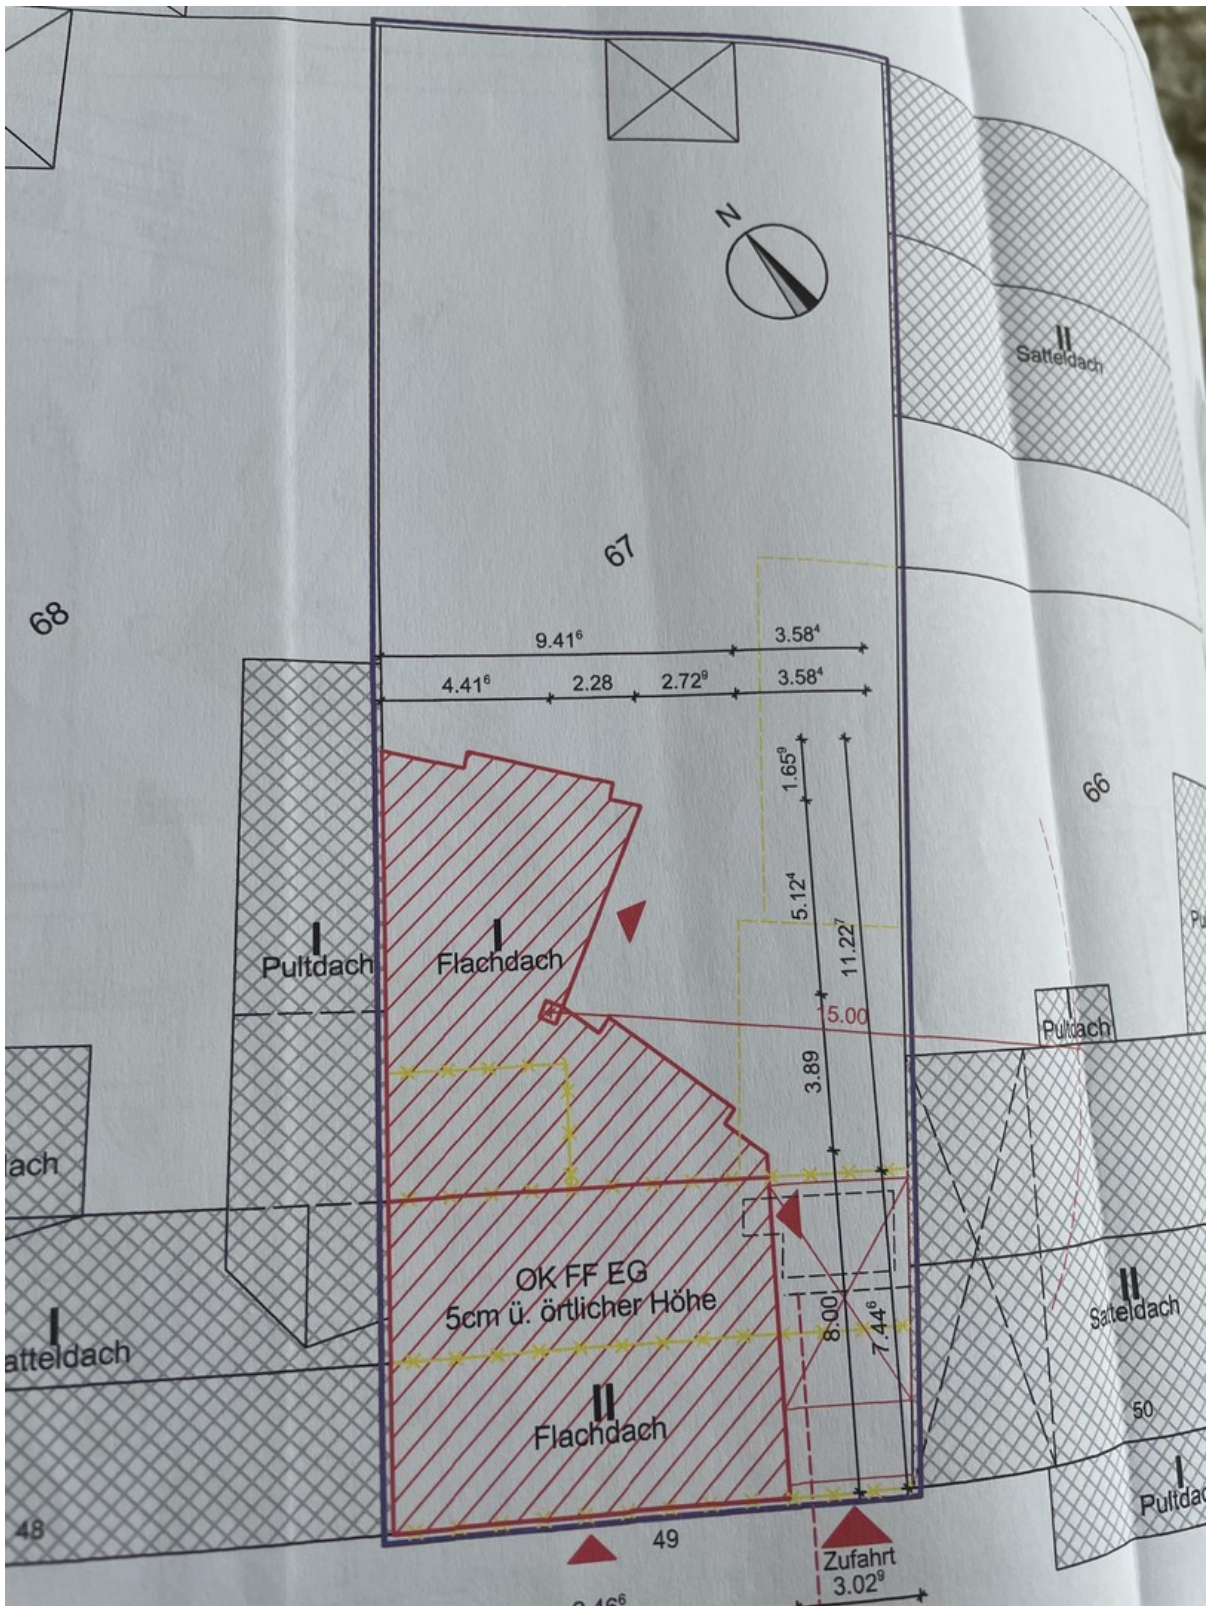 N
II
Satteldach
67
68
9.41⁶
3.58⁴
4.41⁶
2.28
2.72⁹
3.58⁴
1.65⁹
66
5.12⁴
11.22⁷
I
Pultdach
I
Flachdach
Pu
15.00
Pultdach
3.89
ach
OK FF EG
5cm ü. örtlicher Höhe
8.00
7.44⁶
II
Satteldach
I
atteldach
II
Flachdach
50
I
Pultdac
48
49
Zufahrt
3.02⁹